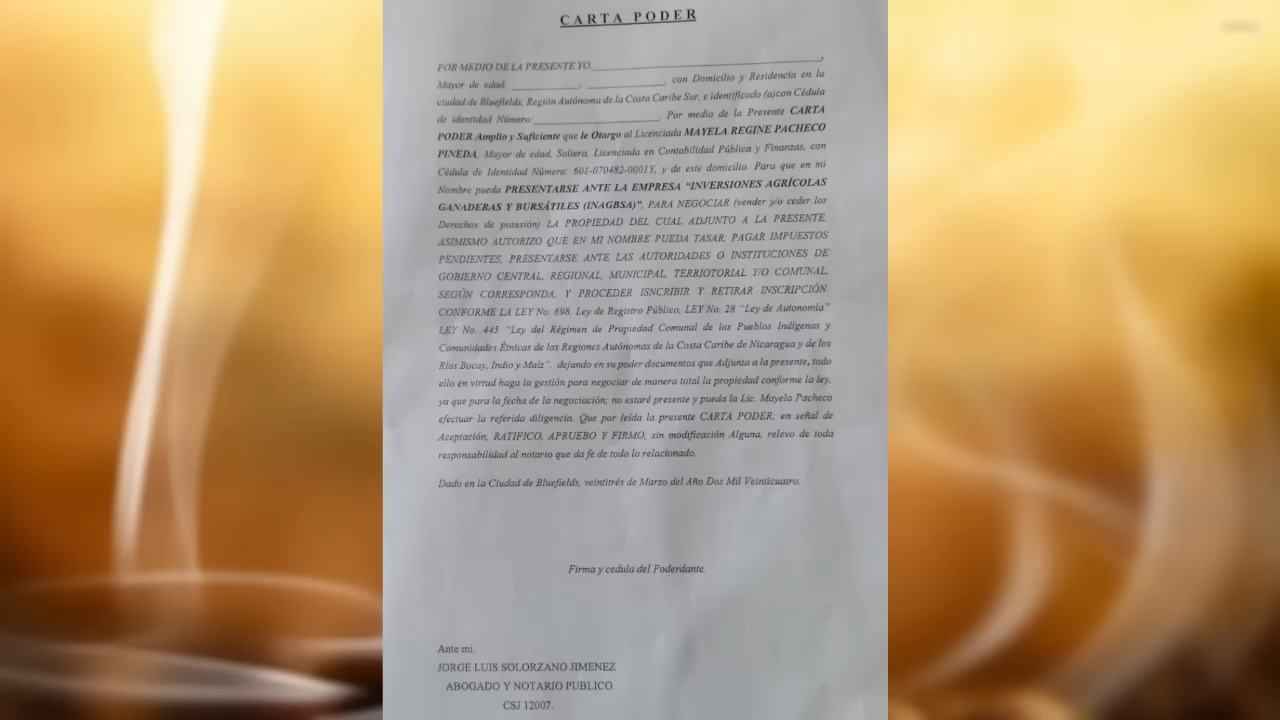 CARTA PODER
POR MEDIO DE LA PRESENTE YO.____________________________________,
Mayor de edad, ____________, ______________, con Domicilio y Residencia en la
ciudad de Bluefields, Región Autónoma de la Costa Caribe Sur, e identificado (a)con Cédula
de identidad Número:____________________. Por medio de la Presente CARTA
PODER Amplio y Suficiente que le Otorgo al Licenciada MAYELA REGINE PACHECO
PINEDA, Mayor de edad, Soltera, Licenciada en Contabilidad Pública y Finanzas, con
Cédula de Identidad Número: 601-070482-0001Y, y de este domicilio. Para que en mi
Nombre pueda PRESENTARSE ANTE LA EMPRESA “INVERSIONES AGRÍCOLAS
GANADERAS Y BURSÁTILES (INAGBSA)”, PARA NEGOCIAR (vender y/o ceder los
Derechos de posesión) LA PROPIEDAD DEL CUAL ADJUNTO A LA PRESENTE.
ASIMISMO AUTORIZO QUE EN MI NOMBRE PUEDA TASAR, PAGAR IMPUESTOS
PENDIENTES, PRESENTARSE ANTE LAS AUTORIDADES O INSTITUCIONES DE
GOBIERNO CENTRAL, REGIONAL, MUNICIPAL, TERRIOTORIAL Y/O COMUNAL,
SEGÚN CORRESPONDA, Y PROCEDER ISNCRIBIR Y RETIRAR INSCRIPCIÓN
CONFORME LA LEY No. 698, Ley de Registro Público, LEY No. 28 “Ley de Autonomía”
LEY No. 445 “Ley del Régimen de Propiedad Comunal de los Pueblos Indígenas y
Comunidades Étnicas de las Regiones Autónomas de la Costa Caribe de Nicaragua y de los
Ríos Bocay, Indio y Maíz”. dejando en su poder documentos que Adjunta a la presente, todo
ello en virtud haga la gestión para negociar de manera total la propiedad conforme la ley,
ya que para la fecha de la negociación; no estaré presente y pueda la Lic. Mayela Pacheco
efectuar la referida diligencia. Que por leída la presente CARTA PODER; en señal de
Aceptación, RATIFICO, APRUEBO Y FIRMO, sin modificación Alguna, relevo de toda
responsabilidad al notario que da fe de todo lo relacionado.
Dado en la Ciudad de Bluefields, veintitrés de Marzo del Año Dos Mil Veinticuatro.
Firma y cedula del Poderdante.
Ante mi.
JORGE LUIS SOLORZANO JIMENEZ
ABOGADO Y NOTARIO PUBLICO
CSJ 12007.